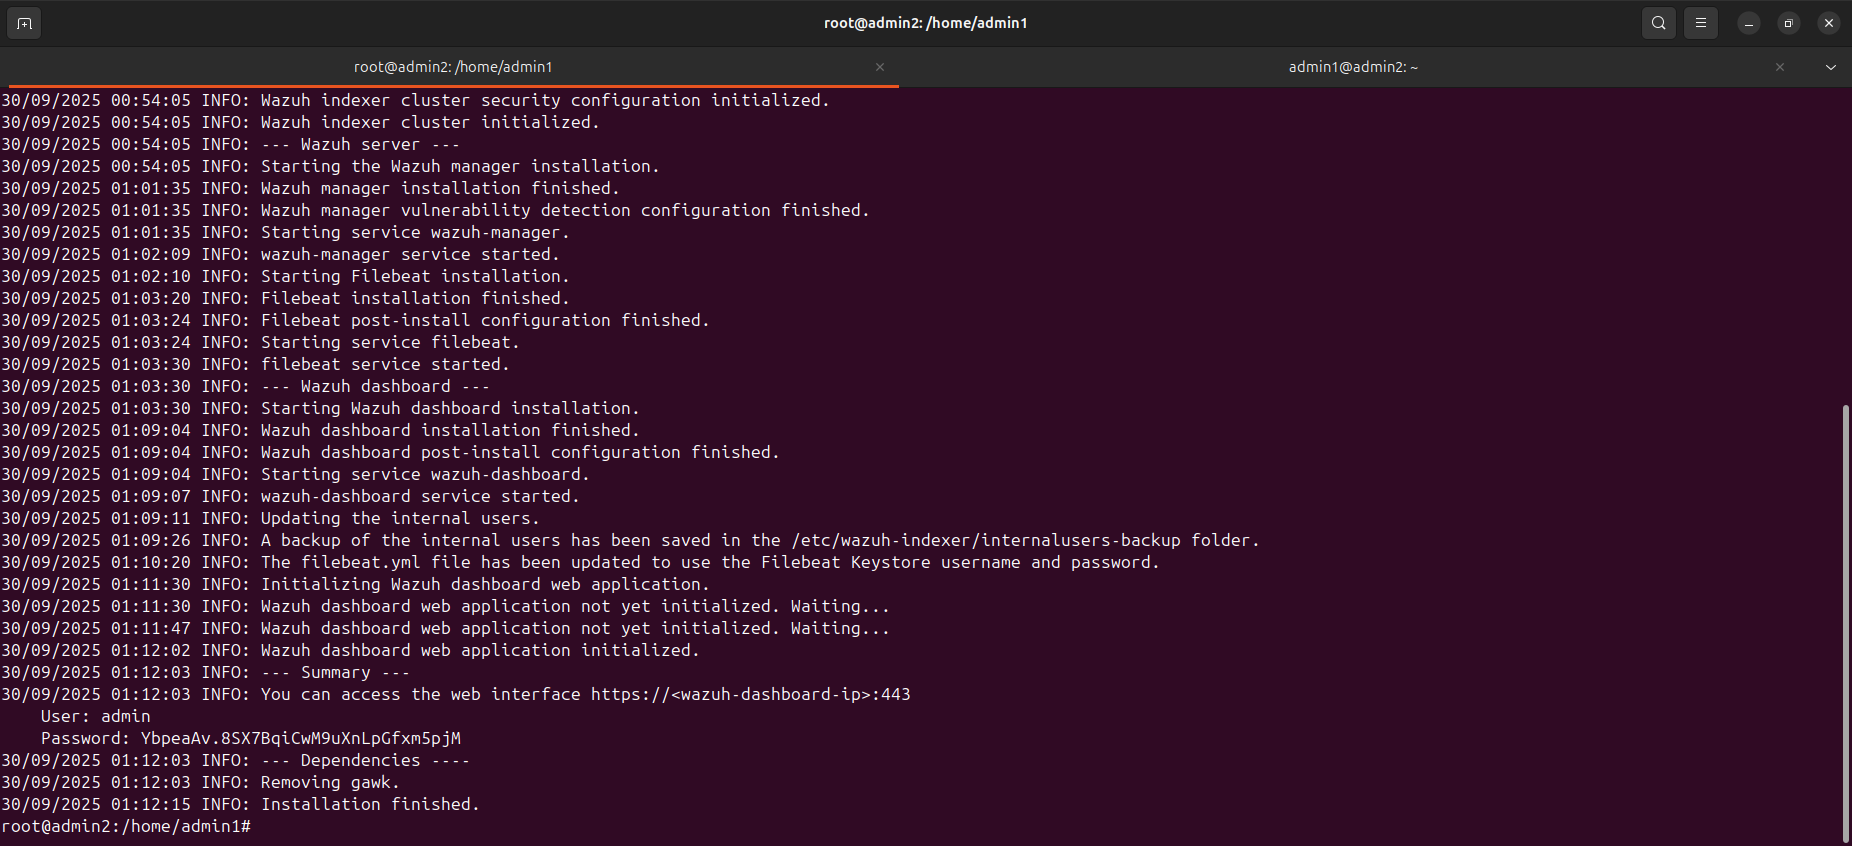 root@admin2: /home/admin1
root@admin2: /home/admin1
admin1@admin2: ~
30/09/2025 00:54:05 INFO: Wazuh indexer cluster security configuration initialized.
30/09/2025 00:54:05 INFO: Wazuh indexer cluster initialized.
30/09/2025 00:54:05 INFO: --- Wazuh server ---
30/09/2025 00:54:05 INFO: Starting the Wazuh manager installation.
30/09/2025 01:01:35 INFO: Wazuh manager installation finished.
30/09/2025 01:01:35 INFO: Wazuh manager vulnerability detection configuration finished.
30/09/2025 01:01:35 INFO: Starting service wazuh-manager.
30/09/2025 01:02:09 INFO: wazuh-manager service started.
30/09/2025 01:02:10 INFO: Starting Filebeat installation.
30/09/2025 01:03:20 INFO: Filebeat installation finished.
30/09/2025 01:03:24 INFO: Filebeat post-install configuration finished.
30/09/2025 01:03:24 INFO: Starting service filebeat.
30/09/2025 01:03:30 INFO: filebeat service started.
30/09/2025 01:03:30 INFO: --- Wazuh dashboard ---
30/09/2025 01:03:30 INFO: Starting Wazuh dashboard installation.
30/09/2025 01:09:04 INFO: Wazuh dashboard installation finished.
30/09/2025 01:09:04 INFO: Wazuh dashboard post-install configuration finished.
30/09/2025 01:09:04 INFO: Starting service wazuh-dashboard.
30/09/2025 01:09:07 INFO: wazuh-dashboard service started.
30/09/2025 01:09:11 INFO: Updating the internal users.
30/09/2025 01:09:26 INFO: A backup of the internal users has been saved in the /etc/wazuh-indexer/internalusers-backup folder.
30/09/2025 01:10:20 INFO: The filebeat.yml file has been updated to use the Filebeat Keystore username and password.
30/09/2025 01:11:30 INFO: Initializing Wazuh dashboard web application.
30/09/2025 01:11:30 INFO: Wazuh dashboard web application not yet initialized. Waiting...
30/09/2025 01:11:47 INFO: Wazuh dashboard web application not yet initialized. Waiting...
30/09/2025 01:12:02 INFO: Wazuh dashboard web application initialized.
30/09/2025 01:12:03 INFO: --- Summary ---
30/09/2025 01:12:03 INFO: You can access the web interface https://<wazuh-dashboard-ip>:443
User: admin
Password: YbpeaAv.8SX7BqiCwM9uXnLpGfxm5pjM
30/09/2025 01:12:03 INFO: --- Dependencies ----
30/09/2025 01:12:03 INFO: Removing gawk.
30/09/2025 01:12:15 INFO: Installation finished.
root@admin2:/home/admin1#